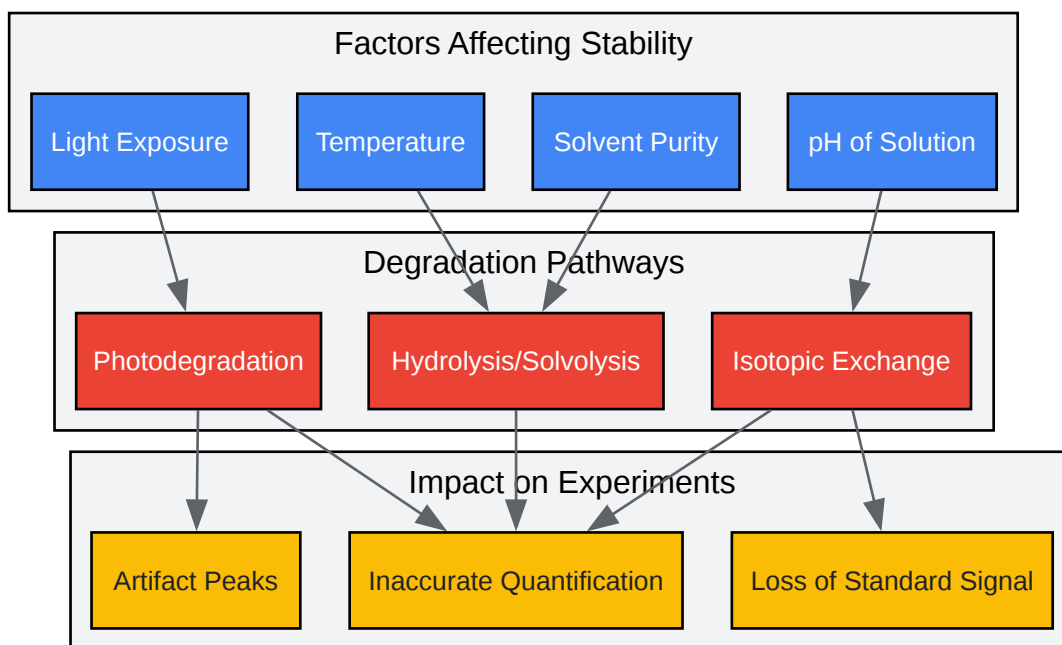 Factors Affecting Stability
Light Exposure
Temperature
Solvent Purity
pH of Solution
Degradation Pathways
Photodegradation
Hydrolysis/Solvolysis
Isotopic Exchange
Impact on Experiments
Artifact Peaks
Inaccurate Quantification
Loss of Standard Signal